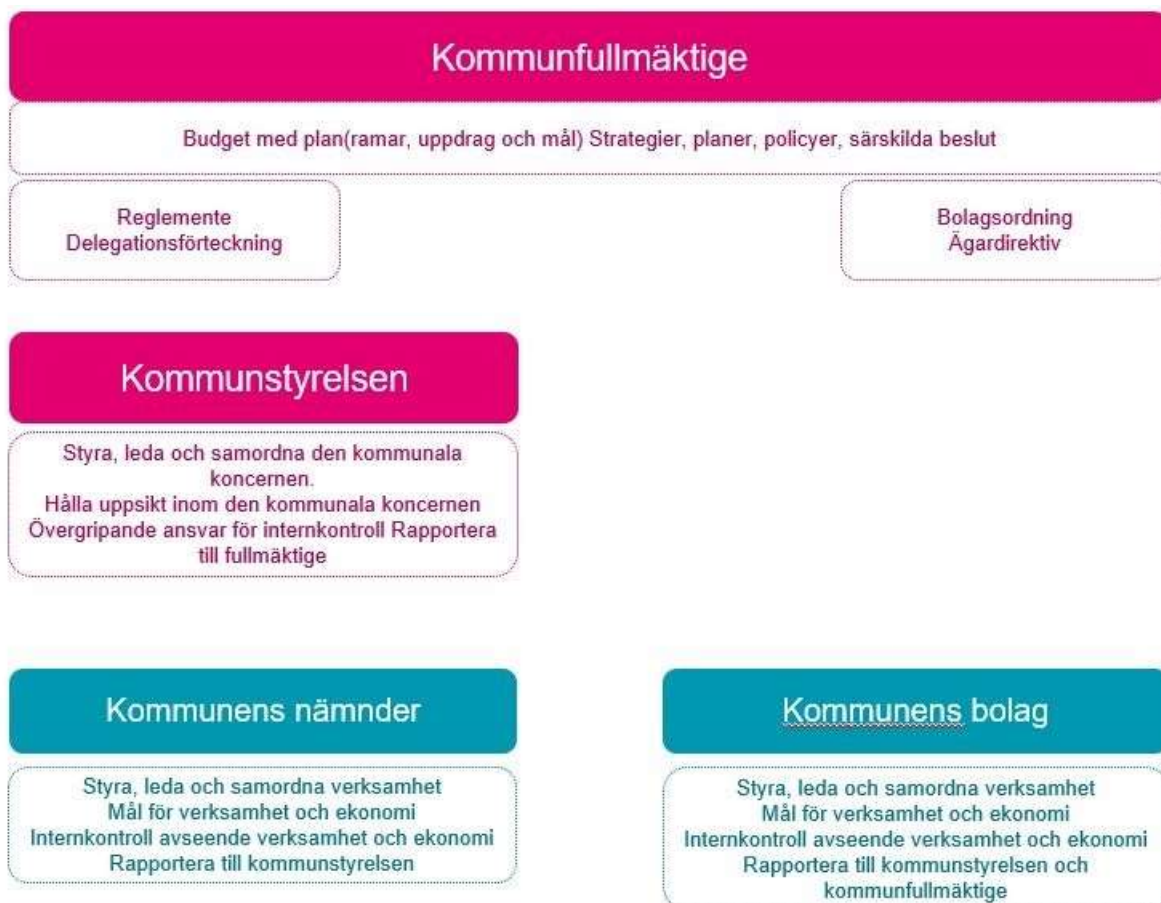 Kommunfullmäktige
Budget med plan(ramar, uppdrag och mål) Strategier, planer, policyer, särskilda beslut
Reglemente
Delegationsförteckning
Bolagsordning
Ägardirektiv
Kommunstyrelsen
Styra, leda och samordna den kommunala
koncernen.
Hålla uppsikt inom den kommunala koncernen
Övergripande ansvar för internkontroll Rapportera
till fullmäktige
Kommunens nämnder
Styra, leda och samordna verksamhet
Mål för verksamhet och ekonomi
Internkontroll avseende verksamhet och ekonomi
Rapportera till kommunstyrelsen
Kommunens bolag
Styra, leda och samordna verksamhet
Mål för verksamhet och ekonomi
Internkontroll avseende verksamhet och ekonomi
Rapportera till kommunstyrelsen och
kommunfullmäktige